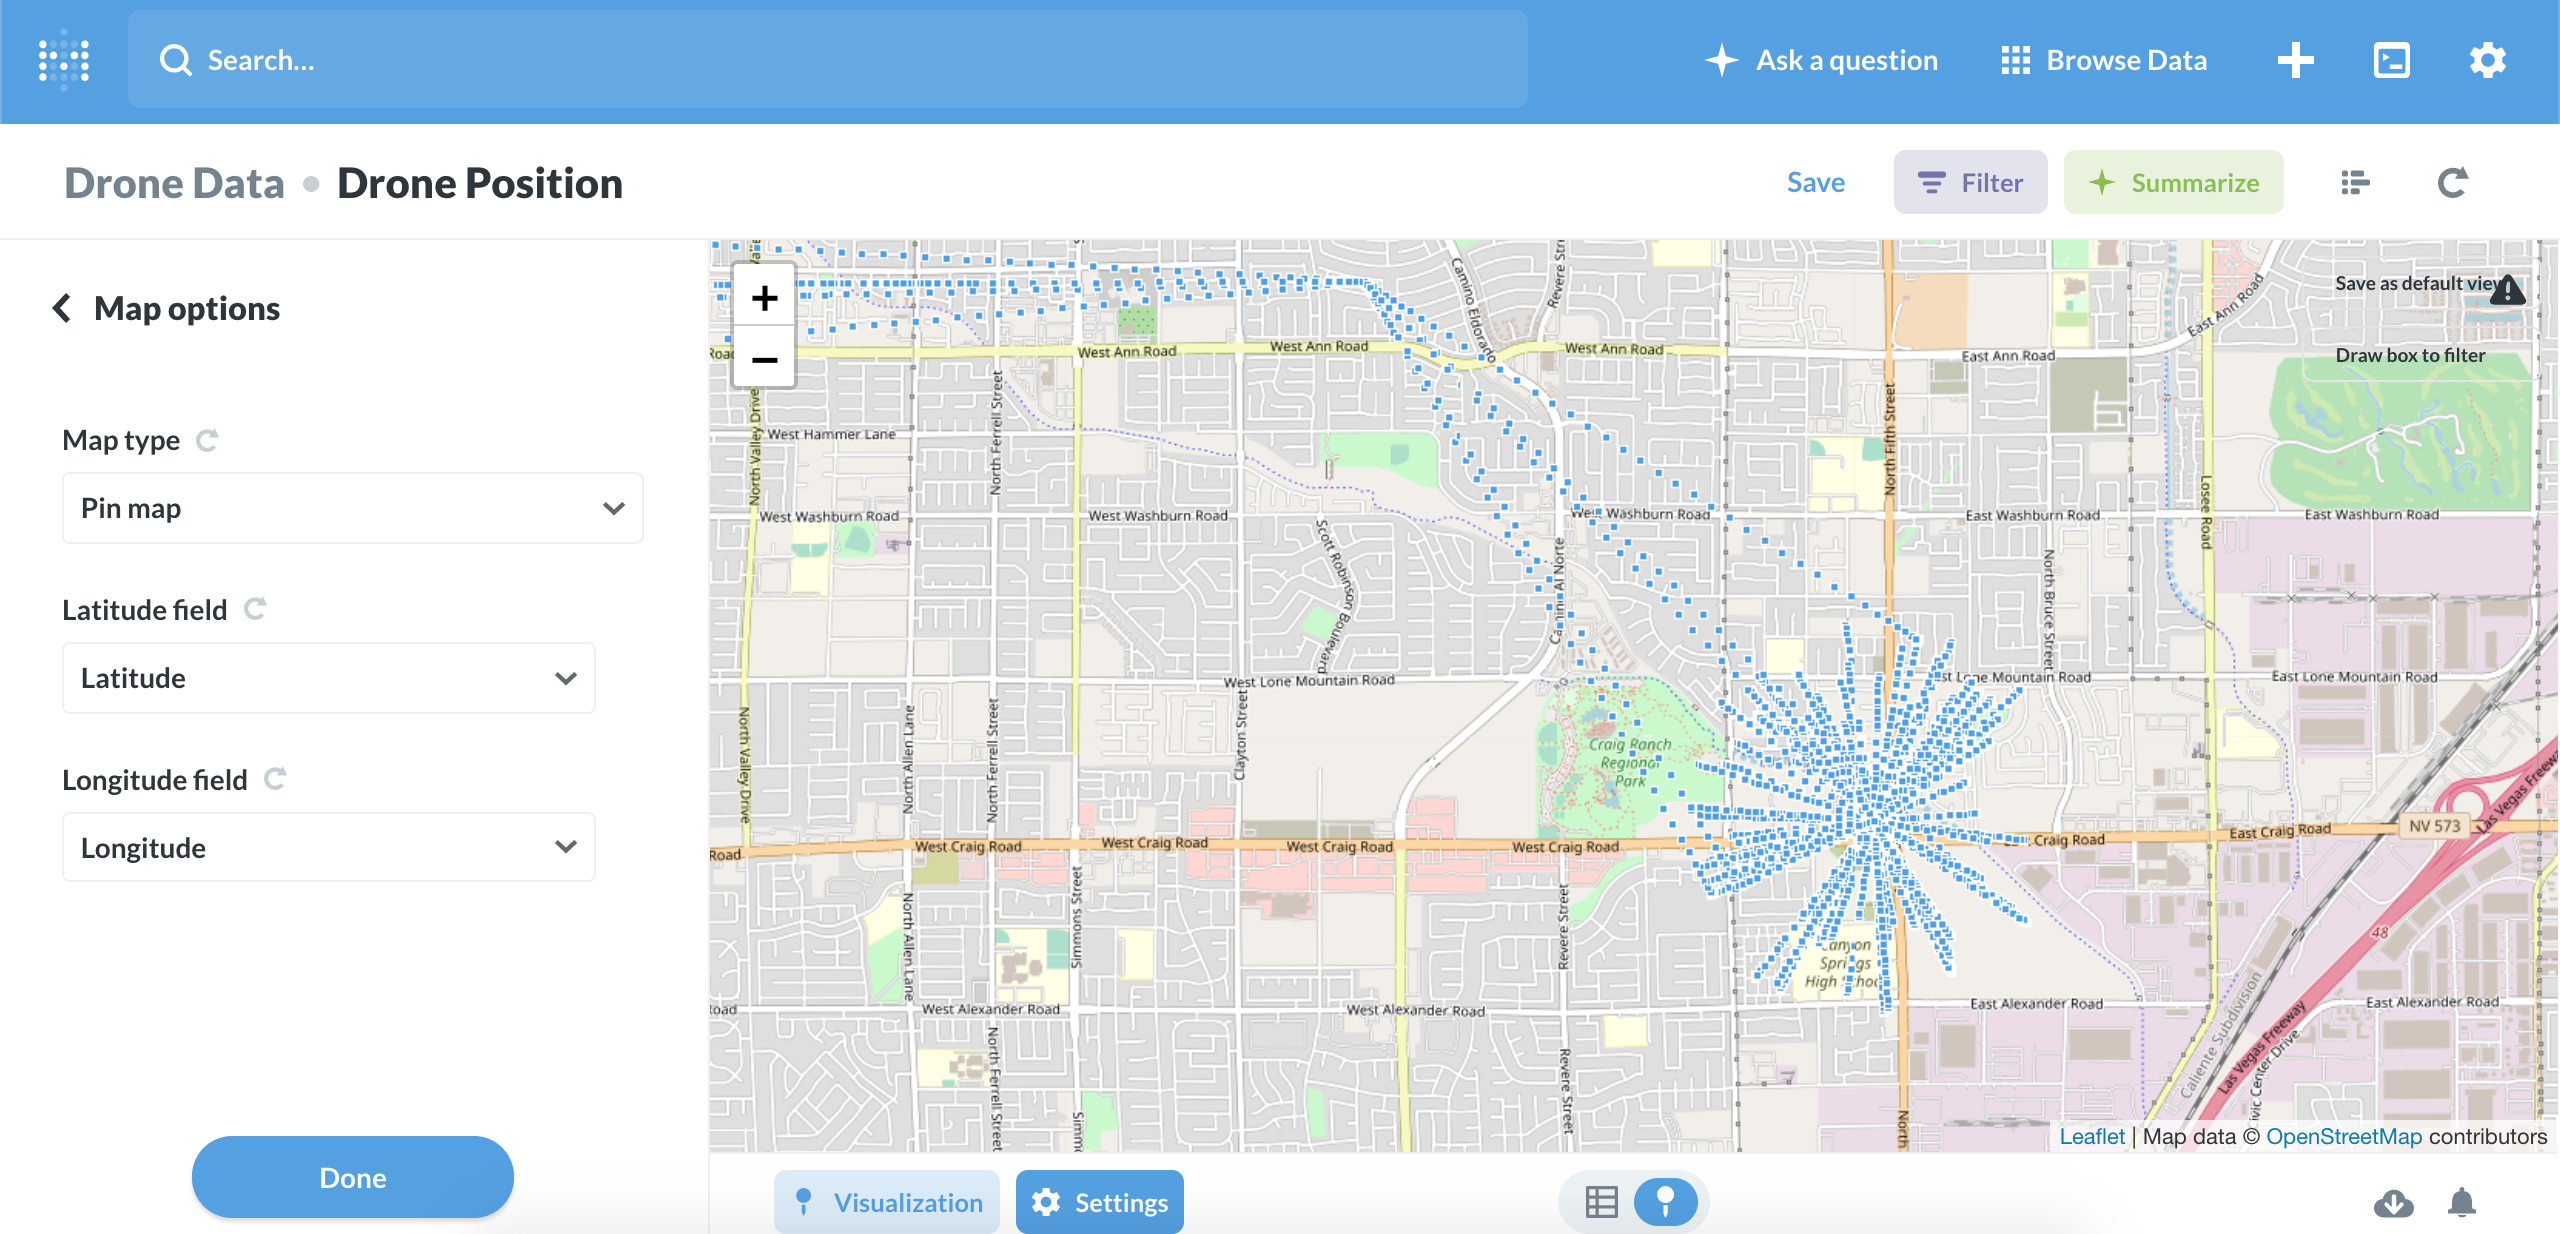 Search...
Ask a question
Browse Data
Drone Data • Drone Position
Save
Filter
Summarize
Map options
Map type
Pin map
Latitude field
Latitude
Longitude field
Longitude
Done
+
−
Save as default view
Draw box to filter
Camino Eldorado
East Ann Road
West Ann Road
West Ann Road
West Ann Road
East Ann Road
Road
North Valley Drive
North Ferrell Street
North Fifth Street
West Hammer Lane
West Washburn Road
West Washburn Road
West Washburn Road
East Washburn Road
East Washburn Road
Losee Road
Scott Robinson Boulevard
Camino Al Norte
North Bruce Street
West Lone Mountain Road
East Lone Mountain Road
North Valley Drive
North Allen Lane
North Ferrell Street
Clayton Street
Craig Ranch
Regional
Park
Las Vegas Freeway
Road
West Craig Road
West Craig Road
West Craig Road
West Craig Road
Craig Road
East Craig Road
NV 573
North Allen Lane
Simmons Street
Revere Street
48
Springs
West Alexander Road
West Alexander Road
East Alexander Road
East Alexander Road
North Ferrell Street
Revere Street
North
Caliente Subdivision
Las Vegas Freeway
Leaflet | Map data © OpenStreetMap contributors
Visualization
Settings